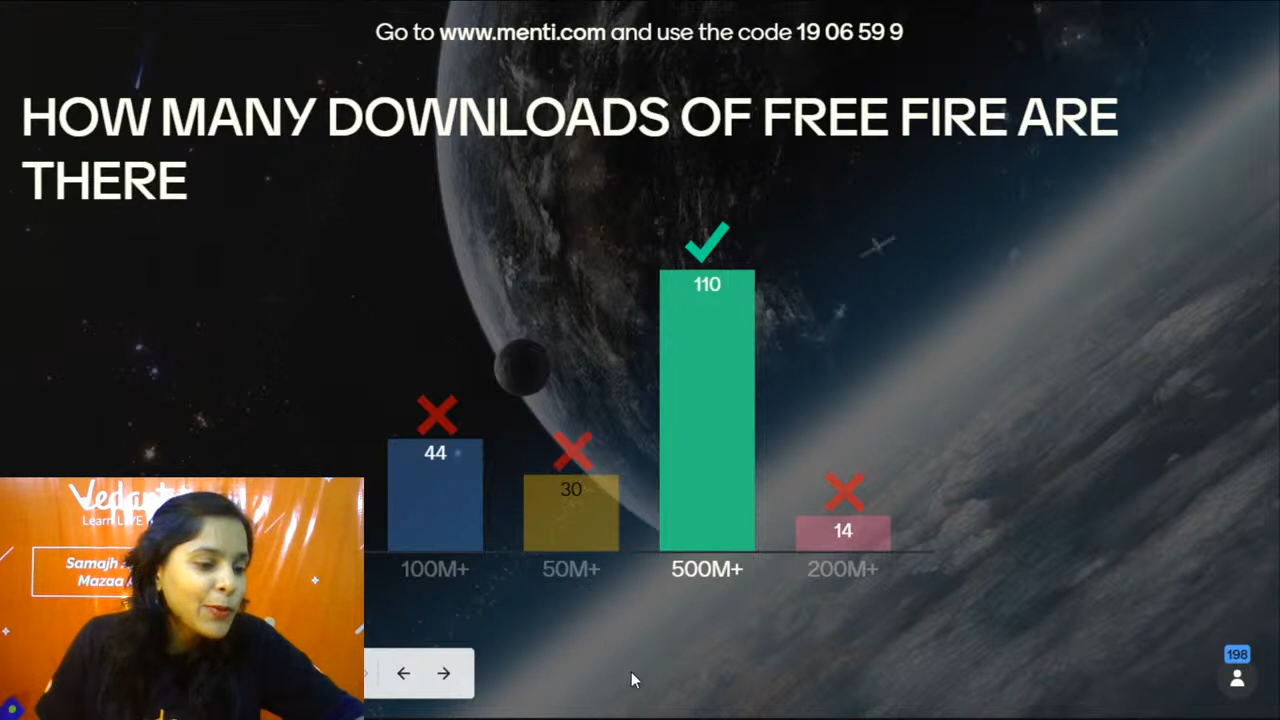 Go to www.menti.com and use the code 19 06 59 9
HOW MANY DOWNLOADS OF FREE FIRE ARE
THERE
110
44
30
14
100M+ 50M+ 500M+ 200M+
Learn LIVE
Samajh
Mazaa
198